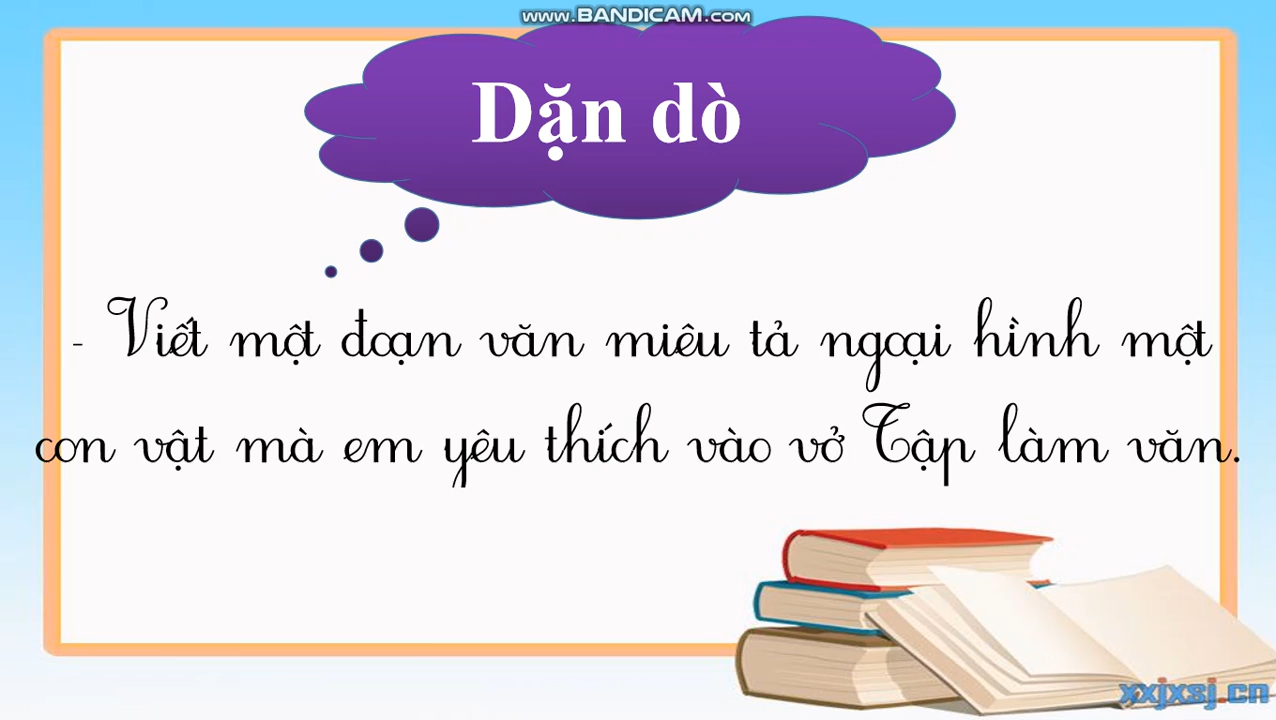 WWW.BANDICAM.COM
Dặn dò
- Viết một đoạn văn miêu tả ngoại hình một
con vật mà em yêu thích vào vở Tập làm văn.
xxjxsj.cn